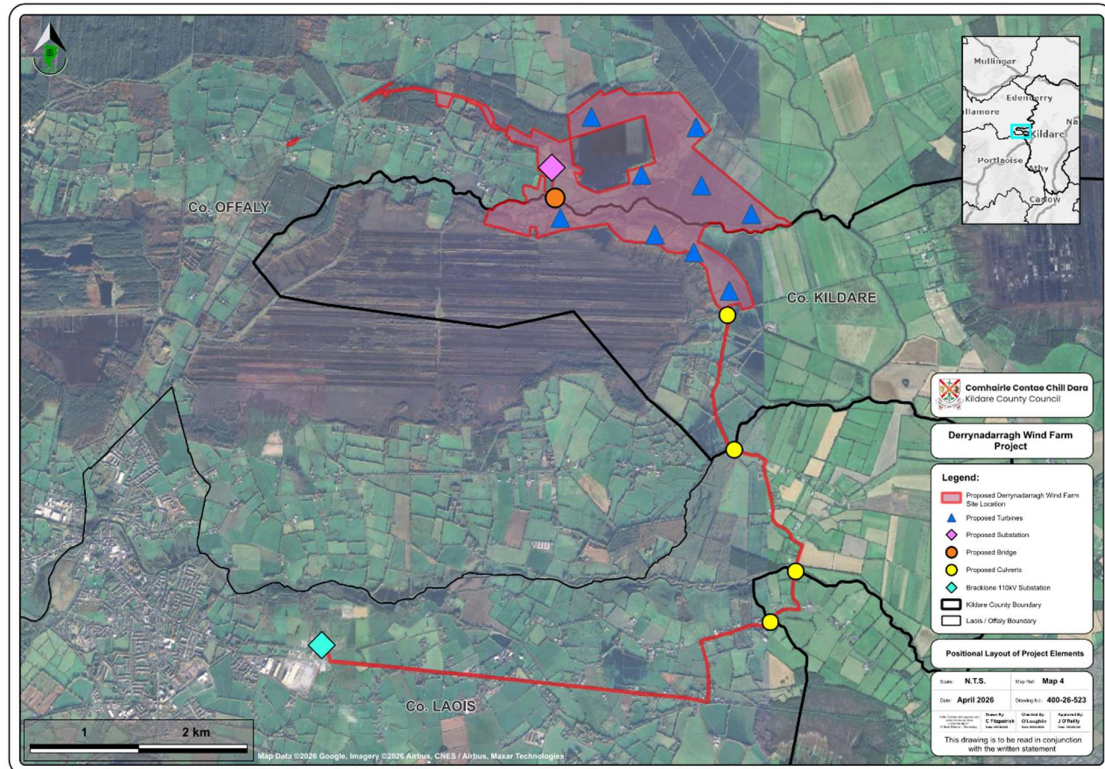 Mullingar
Edenderry
llamore
Na
Kildare
Portlaoise
Athy
Carlow
Co. OFFALY
Co. KILDARE
Co. LAOIS
Comhairle Contae Chill Dara
Kildare County Council
Derrynadarragh Wind Farm
Project
Legend:
Proposed Derrynadarragh Wind Farm
Site Location
Proposed Turbines
Proposed Substation
Proposed Bridge
Proposed Culverts
Bracklone 110kV Substation
Kildare County Boundary
Laois / Offaly Boundary
Positional Layout of Project Elements
Scale: N.T.S. Map Ref: Map 4
Date: April 2026 Drawing No.: 400-26-523
Drawn By: Checked By: Approved By:
C Fitzpatrick O'Loughlin J O'Reilly
This drawing is to be read in conjunction
with the written statement
1 2 km
Map Data ©2026 Google, Imagery ©2026 Airbus, CNES / Airbus, Maxar Technologies